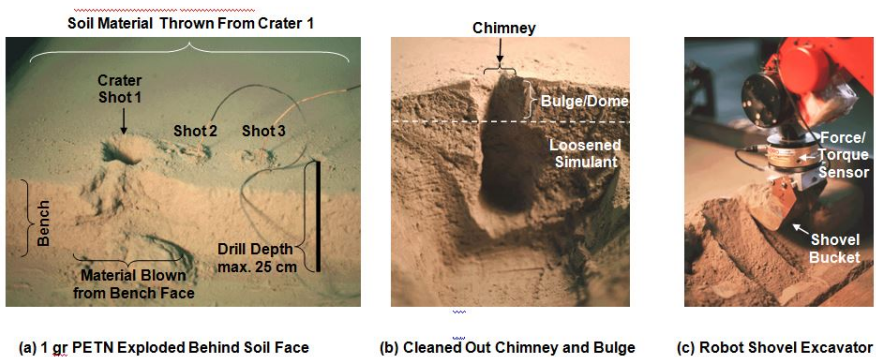 Soil Material Thrown From Crater 1
Crater
Shot 1
Shot 2
Shot 3
Bench
Drill Depth
max. 25 cm
Material Blown
from Bench Face
(a) 1 gr PETN Exploded Behind Soil Face
Chimney
Bulge/Dome
Loosened
Simulant
(b) Cleaned Out Chimney and Bulge
Force/
Torque
Sensor
Shovel
Bucket
(c) Robot Shovel Excavator